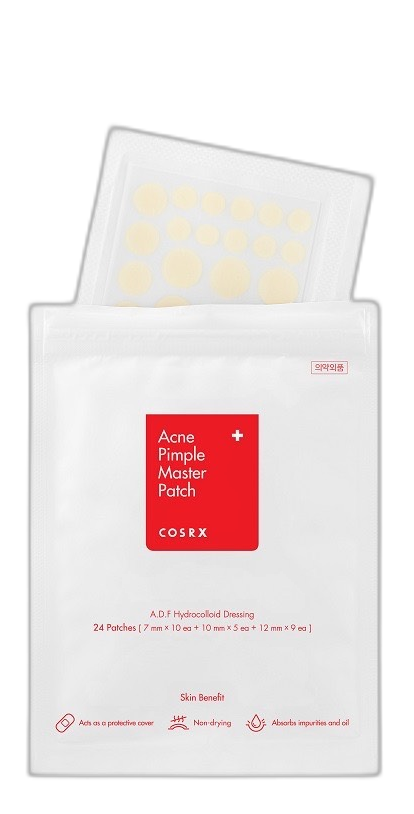 의약외품
Acne
Pimple
Master
Patch
COSRX
A.D.F Hydrocolloid Dressing
24 Patches [ 7 mm × 10 ea + 10 mm × 5 ea + 12 mm × 9 ea ]
Skin Benefit
Acts as a protective cover Non-drying Absorbs impurities and oil